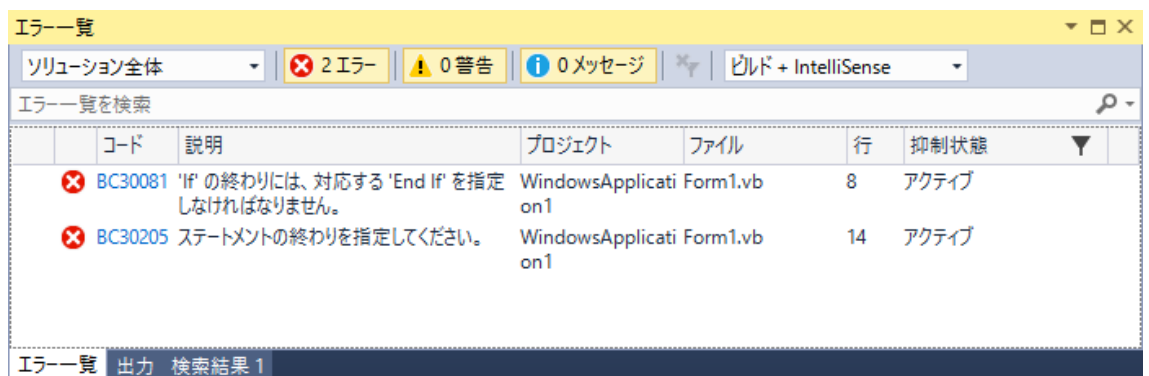 エラー一覧
ソリューション全体 2 エラー 0 警告 0 メッセージ ビルド + IntelliSense
エラー一覧を検索
コード 説明 プロジェクト ファイル 行 抑制状態
BC30081 'If' の終わりには、対応する 'End If' を指定 WindowsApplicati Form1.vb 8 アクティブ
しなければなりません。 on1
BC30205 ステートメントの終わりを指定してください。 WindowsApplicati Form1.vb 14 アクティブ
on1
エラー一覧 出力 検索結果 1